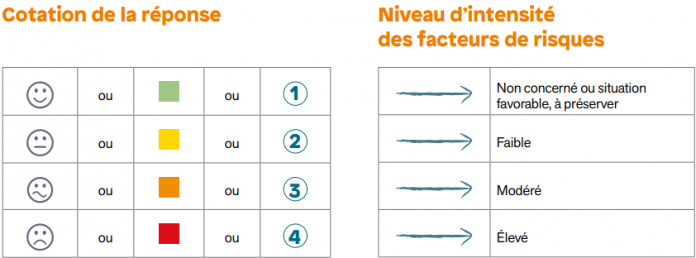 Cotation de la réponse
Niveau d’intensité
des facteurs de risques
ou ou 1
Non concerné ou situation
favorable, à préserver
ou ou 2
Faible
ou ou 3
Modéré
ou ou 4
Élevé